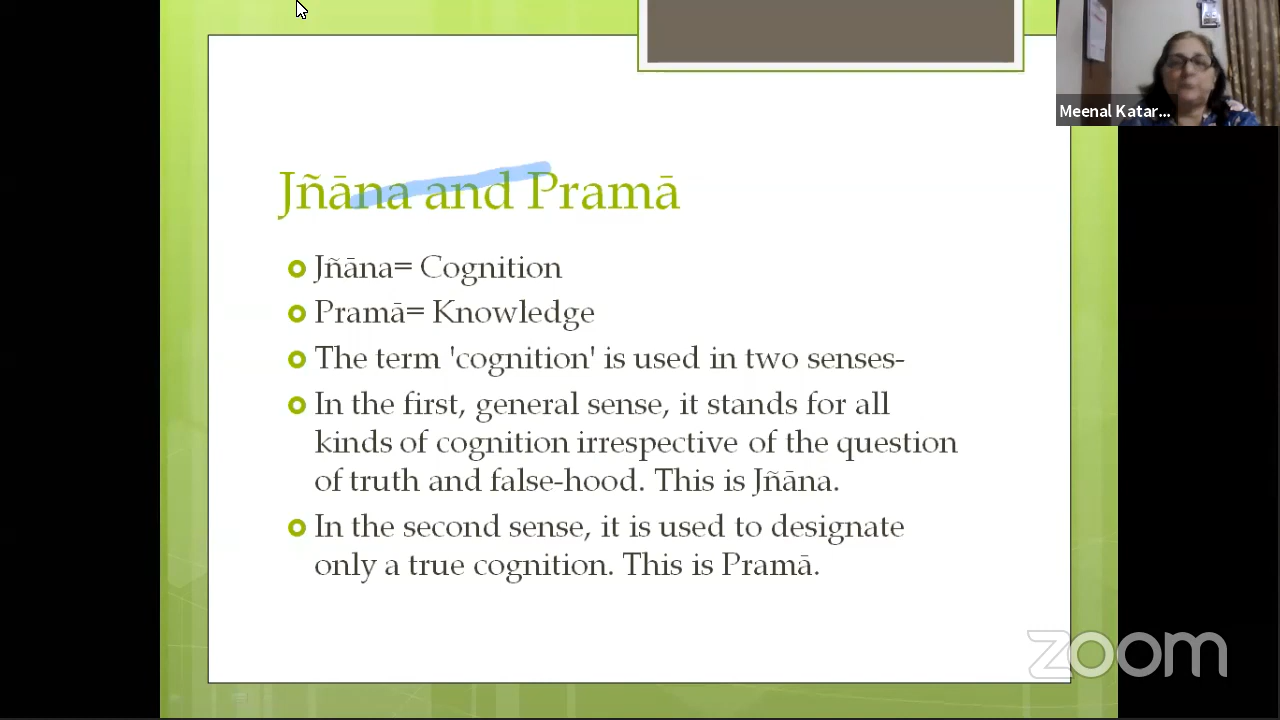 Meenal Katar...
Jñāna and Pramā
Jñāna= Cognition
Pramā= Knowledge
The term 'cognition' is used in two senses-
In the first, general sense, it stands for all
kinds of cognition irrespective of the question
of truth and false-hood. This is Jñāna.
In the second sense, it is used to designate
only a true cognition. This is Pramā.
zoom